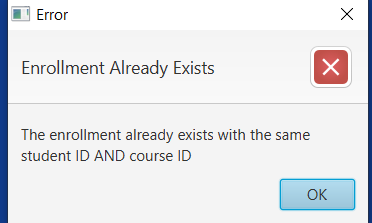 Error
Enrollment Already Exists
The enrollment already exists with the same
student ID AND course ID
OK